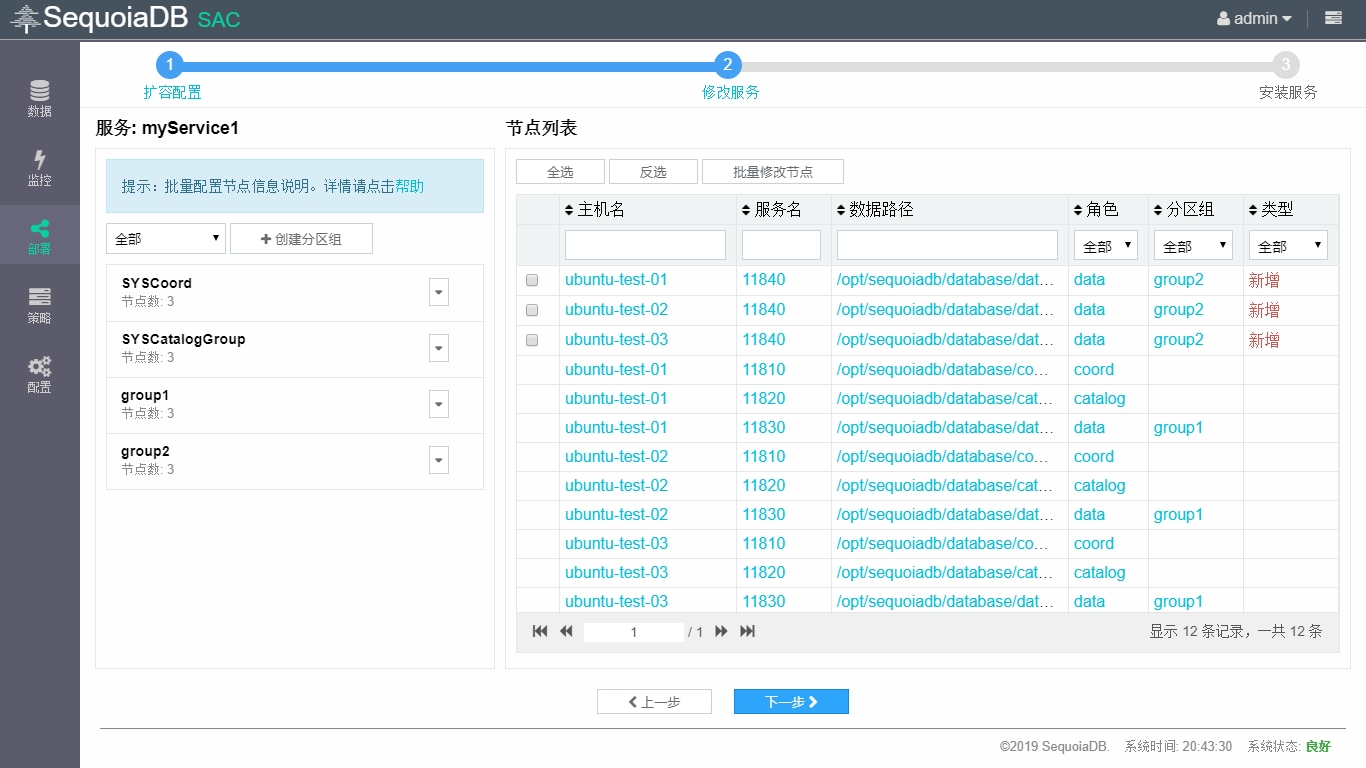 SequoiaDB SAC
admin
数据
监控
部署
策略
配置
1
2
3
扩容配置
修改服务
安装服务
服务: myService1
提示：批量配置节点信息说明。详情请点击帮助
全部
创建分区组
SYSCoord
节点数: 3
SYSCatalogGroup
节点数: 3
group1
节点数: 3
group2
节点数: 3
节点列表
全选 反选 批量修改节点
主机名 服务名 数据路径 角色 分区组 类型
全部 全部 全部
ubuntu-test-01 11840 /opt/sequoiadb/database/dat… data group2 新增
ubuntu-test-02 11840 /opt/sequoiadb/database/dat… data group2 新增
ubuntu-test-03 11840 /opt/sequoiadb/database/dat… data group2 新增
ubuntu-test-01 11810 /opt/sequoiadb/database/co… coord
ubuntu-test-01 11820 /opt/sequoiadb/database/cat… catalog
ubuntu-test-01 11830 /opt/sequoiadb/database/dat… data group1
ubuntu-test-02 11810 /opt/sequoiadb/database/co… coord
ubuntu-test-02 11820 /opt/sequoiadb/database/cat… catalog
ubuntu-test-02 11830 /opt/sequoiadb/database/dat… data group1
ubuntu-test-03 11810 /opt/sequoiadb/database/co… coord
ubuntu-test-03 11820 /opt/sequoiadb/database/cat… catalog
ubuntu-test-03 11830 /opt/sequoiadb/database/dat… data group1
1 / 1
显示 12 条记录，一共 12 条
上一步 下一步
©2019 SequoiaDB. 系统时间: 20:43:30 系统状态: 良好